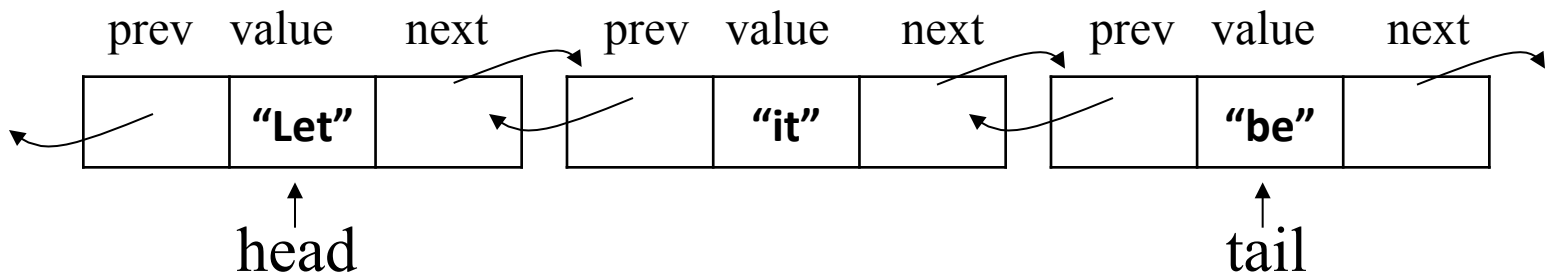 prev value next prev value next prev value next
“Let” “it” “be”
head tail